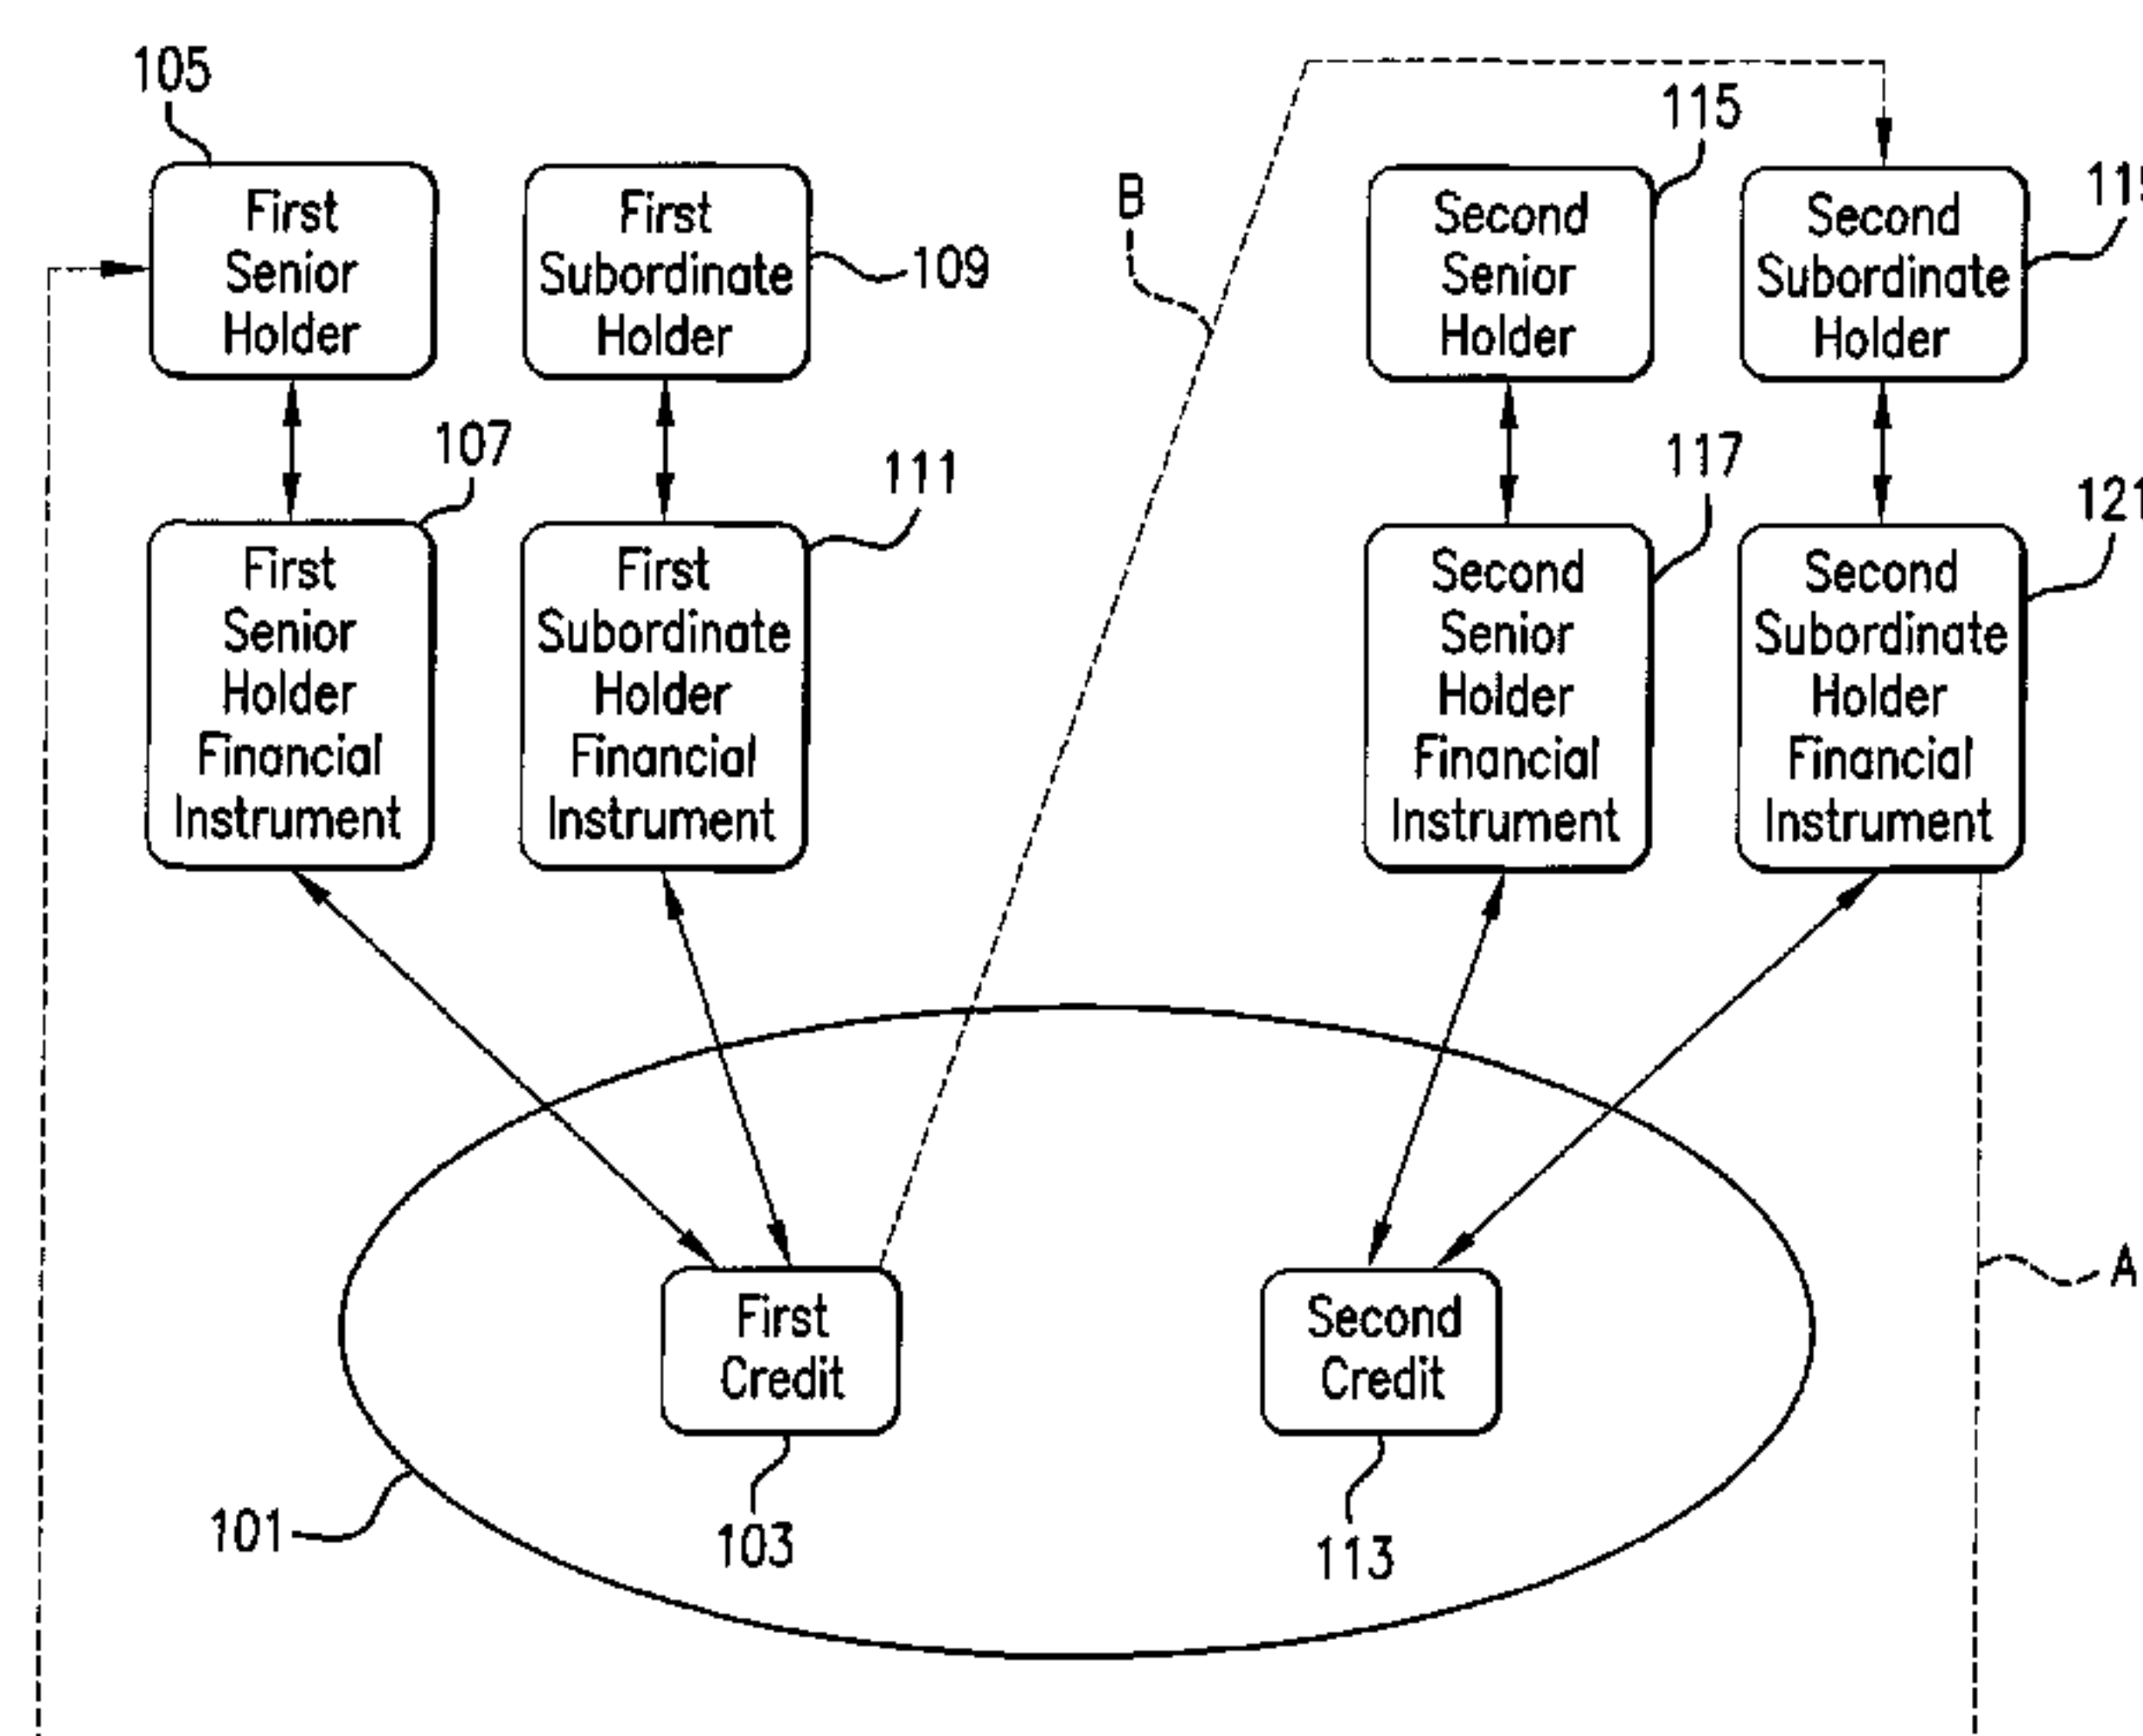 105
First
Senior
Holder
First
Subordinate
Holder
109
B
115
Second
Senior
Holder
Second
Subordinate
Holder
107
First
Senior
Holder
Financial
Instrument
111
First
Subordinate
Holder
Financial
Instrument
117
Second
Senior
Holder
Financial
Instrument
121
Second
Subordinate
Holder
Financial
Instrument
A
First
Credit
Second
Credit
101
103
113